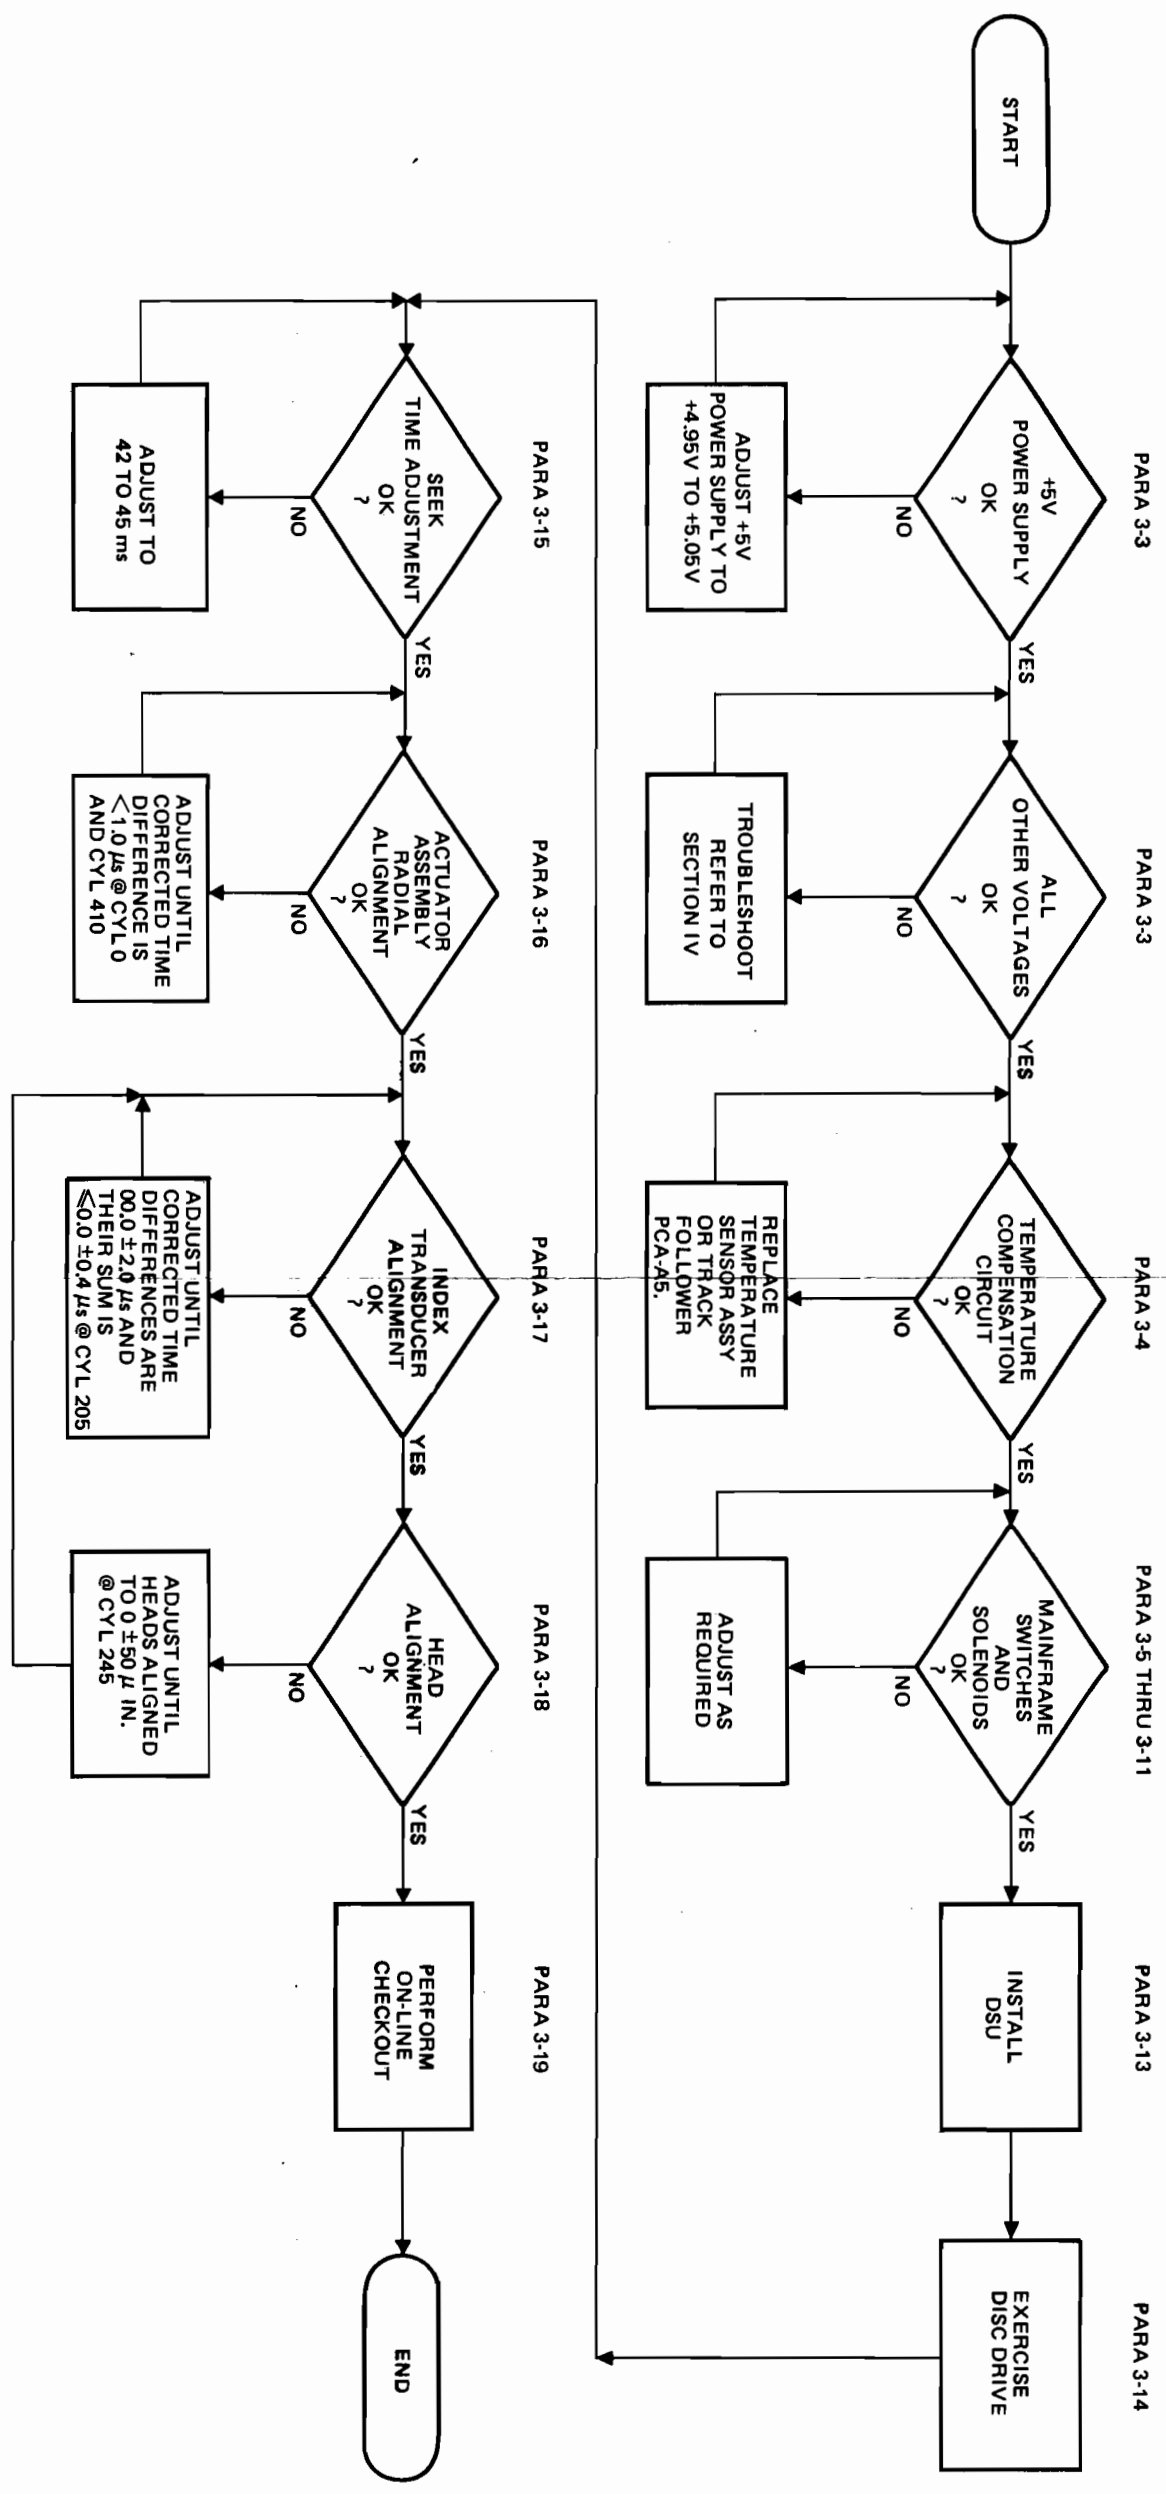 START
PARA 3-3
+5V
POWER SUPPLY
OK
?
YES
NO
ADJUST +5V
POWER SUPPLY TO
+4.95V TO +5.05V
PARA 3-3
ALL
OTHER VOLTAGES
OK
?
YES
NO
TROUBLESHOOT
REFER TO
SECTION IV
PARA 3-4
TEMPERATURE
COMPENSATION
CIRCUIT
OK
?
YES
NO
REPLACE
TEMPERATURE
SENSOR ASSY
OR TRACK
FOLLOWER
PCA-A5.
PARA 3-5 THRU 3-11
MAINFRAME
SWITCHES
AND
SOLENOIDS
OK
?
YES
NO
ADJUST AS
REQUIRED
PARA 3-13
INSTALL
DSU
PARA 3-14
EXERCISE
DISC DRIVE
PARA 3-15
SEEK
TIME ADJUSTMENT
OK
?
YES
NO
ADJUST TO
42 TO 45 ms
PARA 3-16
ACTUATOR
ASSEMBLY
RADIAL
ALIGNMENT
OK
?
YES
NO
ADJUST UNTIL
CORRECTED TIME
DIFFERENCE IS
<1.0 μs @ CYL 0
AND CYL 410
PARA 3-17
INDEX
TRANSDUCER
ALIGNMENT
OK
?
YES
NO
ADJUST UNTIL
CORRECTED TIME
DIFFERENCES ARE
00.0 ±2.0 μs AND
THEIR SUM IS
⩽0.0 ±0.4 μs @ CYL 205
PARA 3-18
HEAD
ALIGNMENT
OK
?
YES
NO
ADJUST UNTIL
HEADS ALIGNED
TO 0 ±50 μ IN.
@ CYL 245
PARA 3-19
PERFORM
ON-LINE
CHECKOUT
END